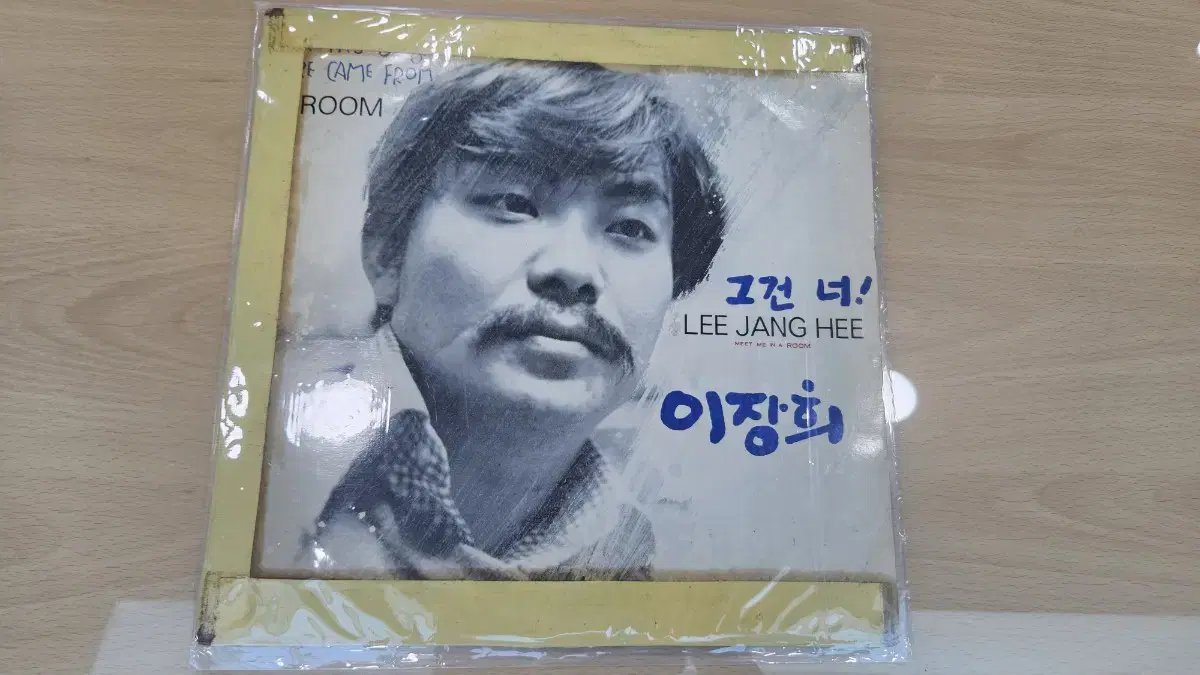 CAME FROM
ROOM
그건 너!
LEE JANG HEE
MEET ME IN A ROOM
이장희